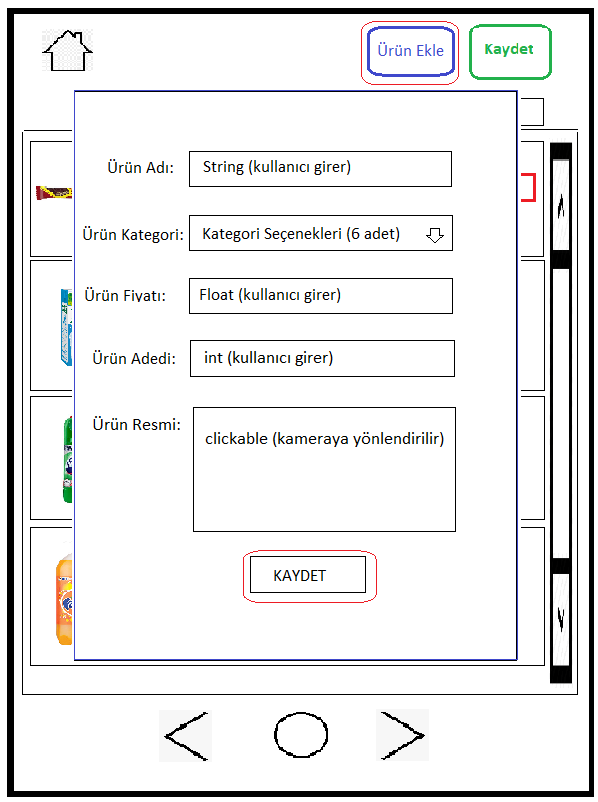 Ürün Ekle
Kaydet
Ürün Adı:
String (kullanıcı girer)
Ürün Kategori:
Kategori Seçenekleri (6 adet)
Ürün Fiyatı:
Float (kullanıcı girer)
Ürün Adedi:
int (kullanıcı girer)
Ürün Resmi:
clickable (kameraya yönlendirilir)
KAYDET